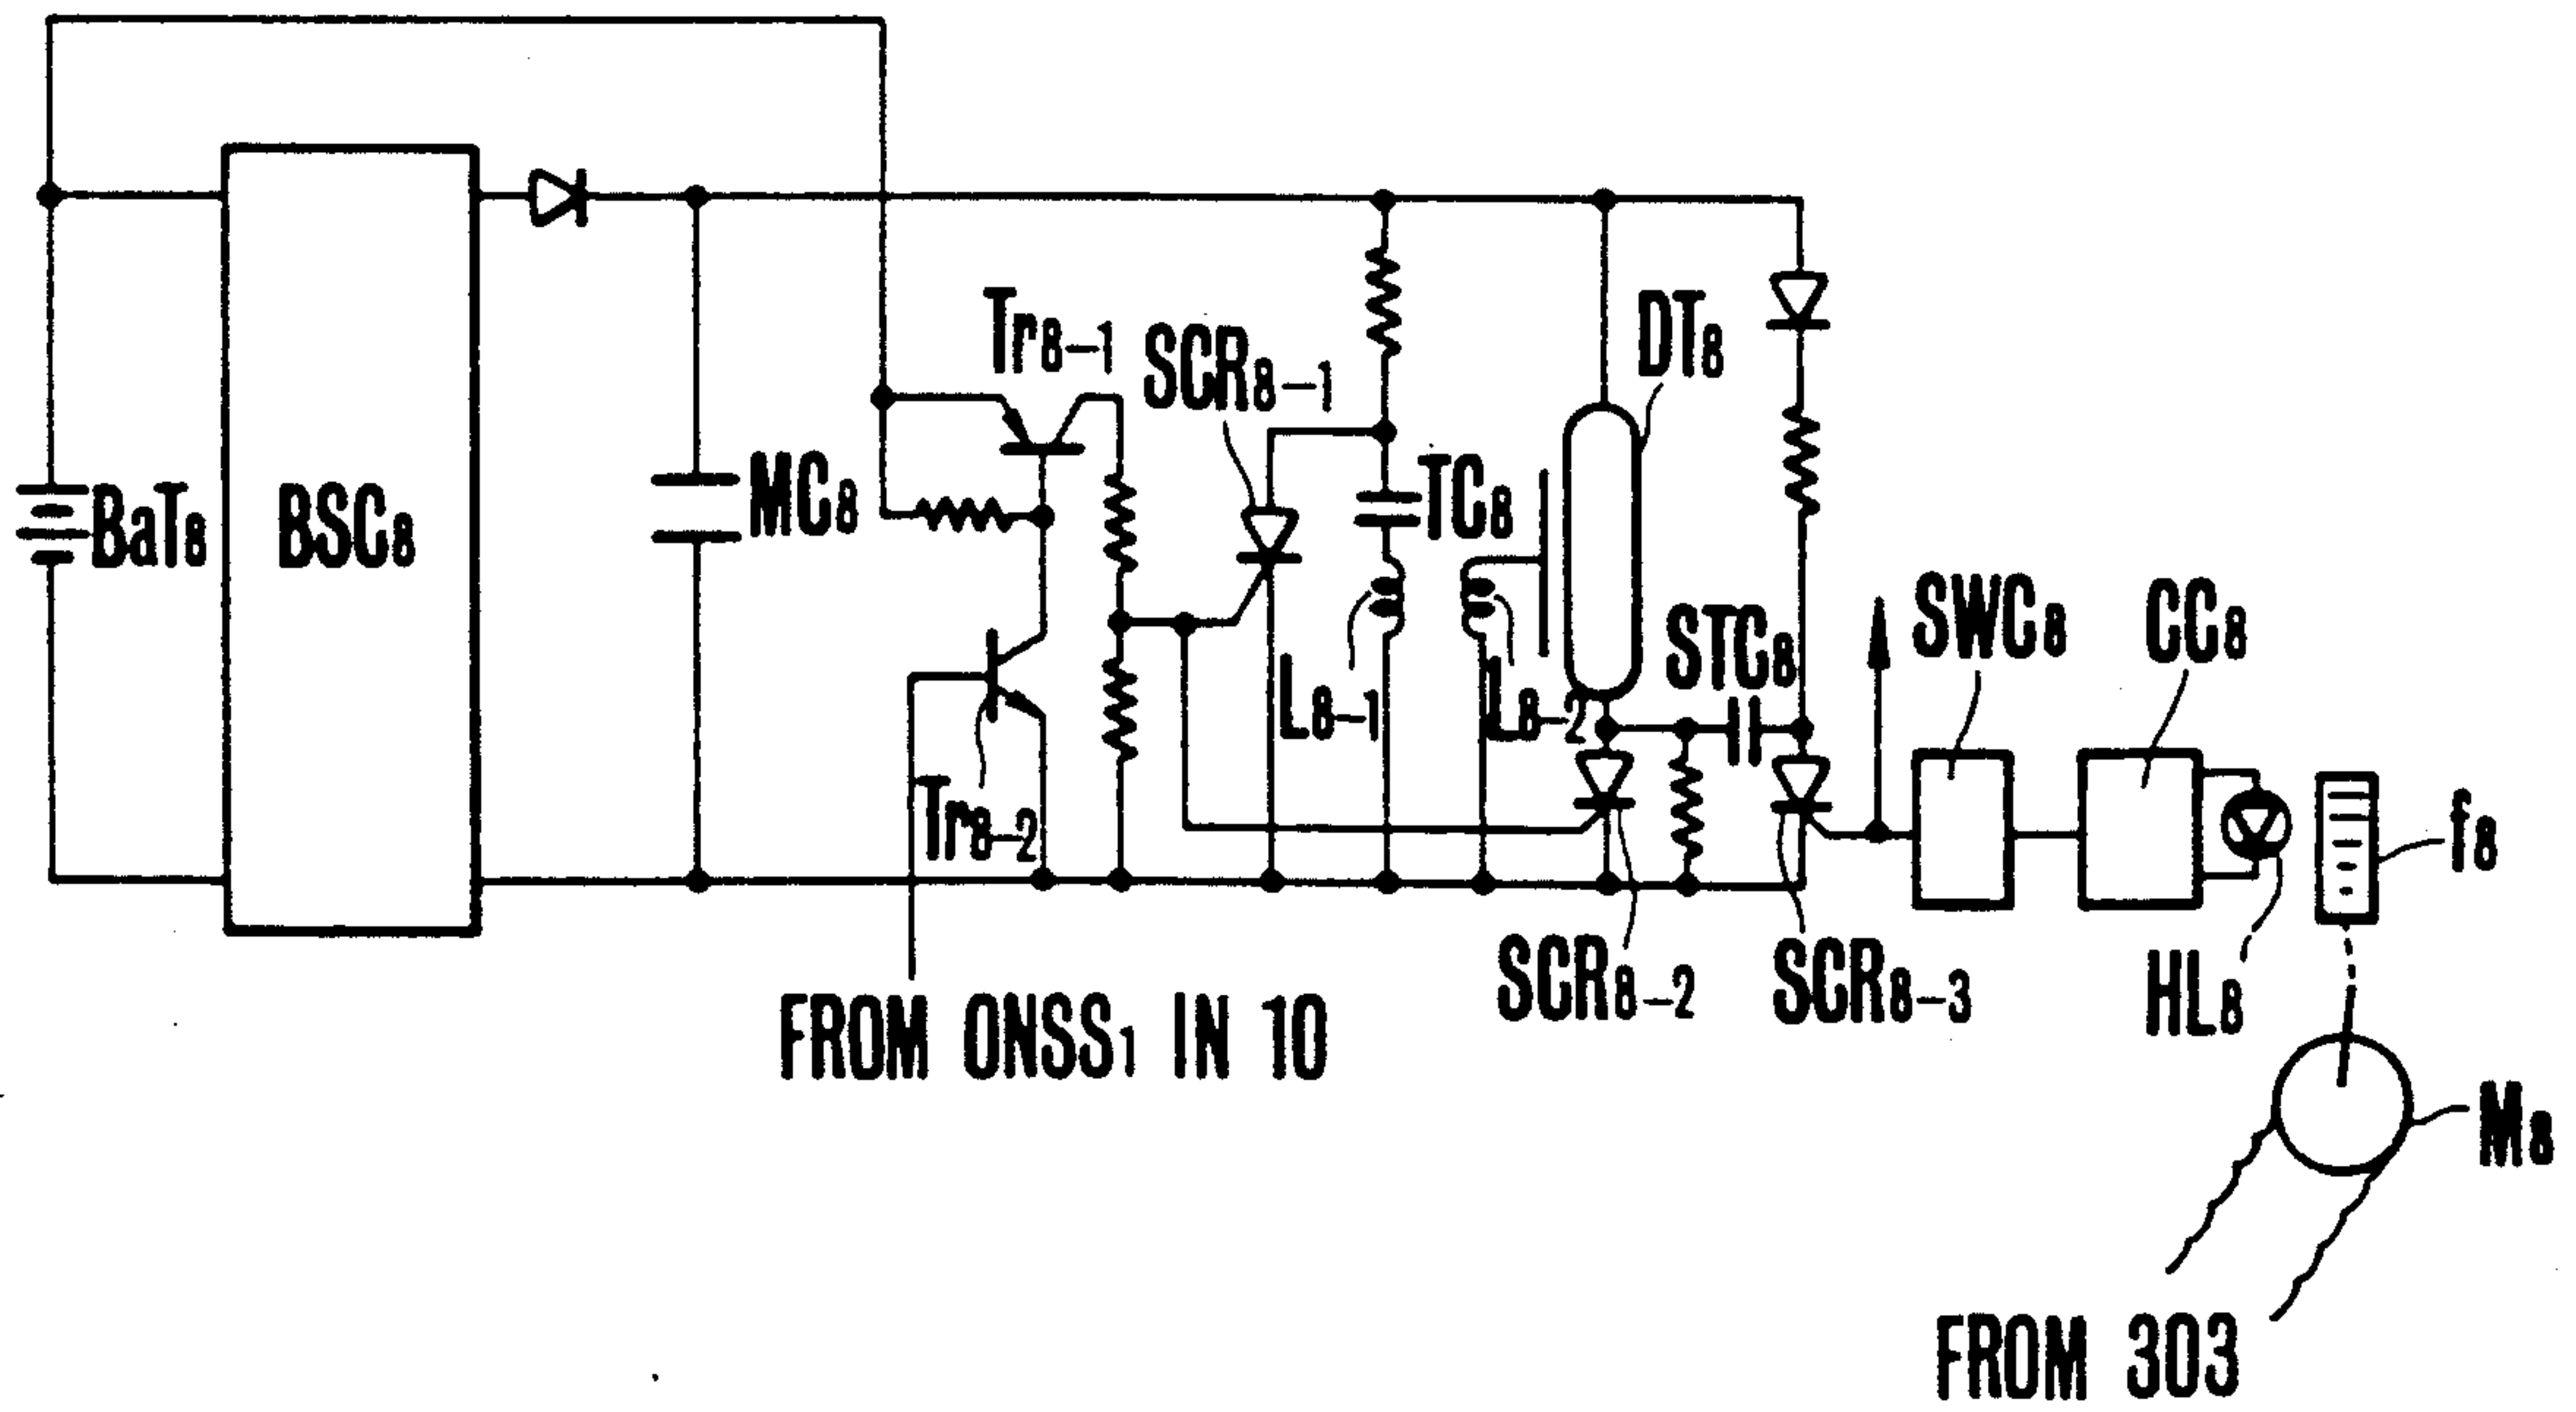 Tr8-1
SCR8-1
DT8
BaT8
BSC8
MC8
TC8
STC8
SWC8
CC8
L8-1
L8-2
Tr8-2
f8
SCR8-2
SCR8-3
HL8
FROM ONSS1 IN 10
M8
FROM 303